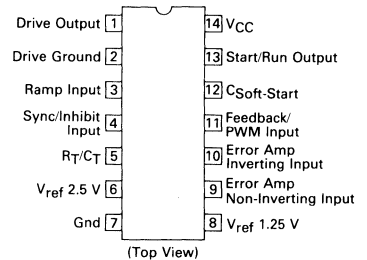 Drive Output 1
14 VCC
Drive Ground 2
13 Start/Run Output
Ramp Input 3
12 CSoft-Start
Sync/Inhibit
Input 4
11 Feedback/
PWM Input
RT/CT 5
10 Error Amp
Inverting Input
Vref 2.5 V 6
9 Error Amp
Non-Inverting Input
Gnd 7
8 Vref 1.25 V
(Top View)